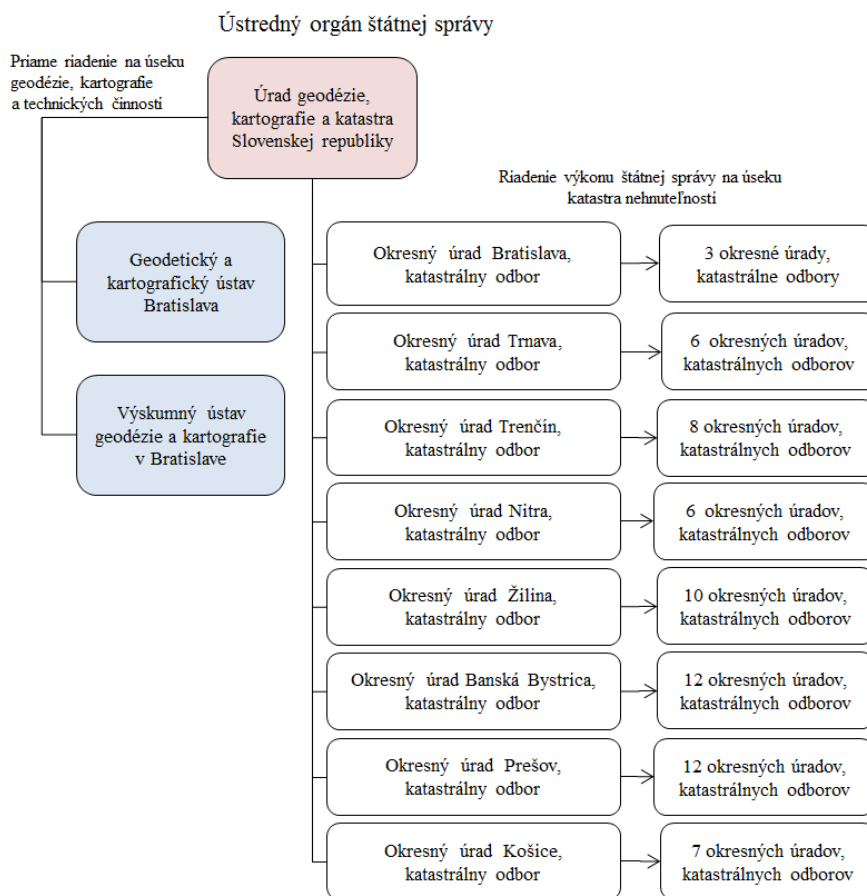 Ústredný orgán štátnej správy
Priame riadenie na úseku
geodézie, kartografie
a technických činností
Úrad geodézie,
kartografie a katastra
Slovenskej republiky
Geodetický a
kartografický ústav
Bratislava
Výskumný ústav
geodézie a kartografie
v Bratislave
Riadenie výkonu štátnej správy na úseku
katastra nehnuteľností
Okresný úrad Bratislava,
katastrálny odbor
3 okresné úrady,
katastrálne odbory
Okresný úrad Trnava,
katastrálny odbor
6 okresných úradov,
katastrálnych odborov
Okresný úrad Trenčín,
katastrálny odbor
8 okresných úradov,
katastrálnych odborov
Okresný úrad Nitra,
katastrálny odbor
6 okresných úradov,
katastrálnych odborov
Okresný úrad Žilina,
katastrálny odbor
10 okresných úradov,
katastrálnych odborov
Okresný úrad Banská Bystrica,
katastrálny odbor
12 okresných úradov,
katastrálnych odborov
Okresný úrad Prešov,
katastrálny odbor
12 okresných úradov,
katastrálnych odborov
Okresný úrad Košice,
katastrálny odbor
7 okresných úradov,
katastrálnych odborov